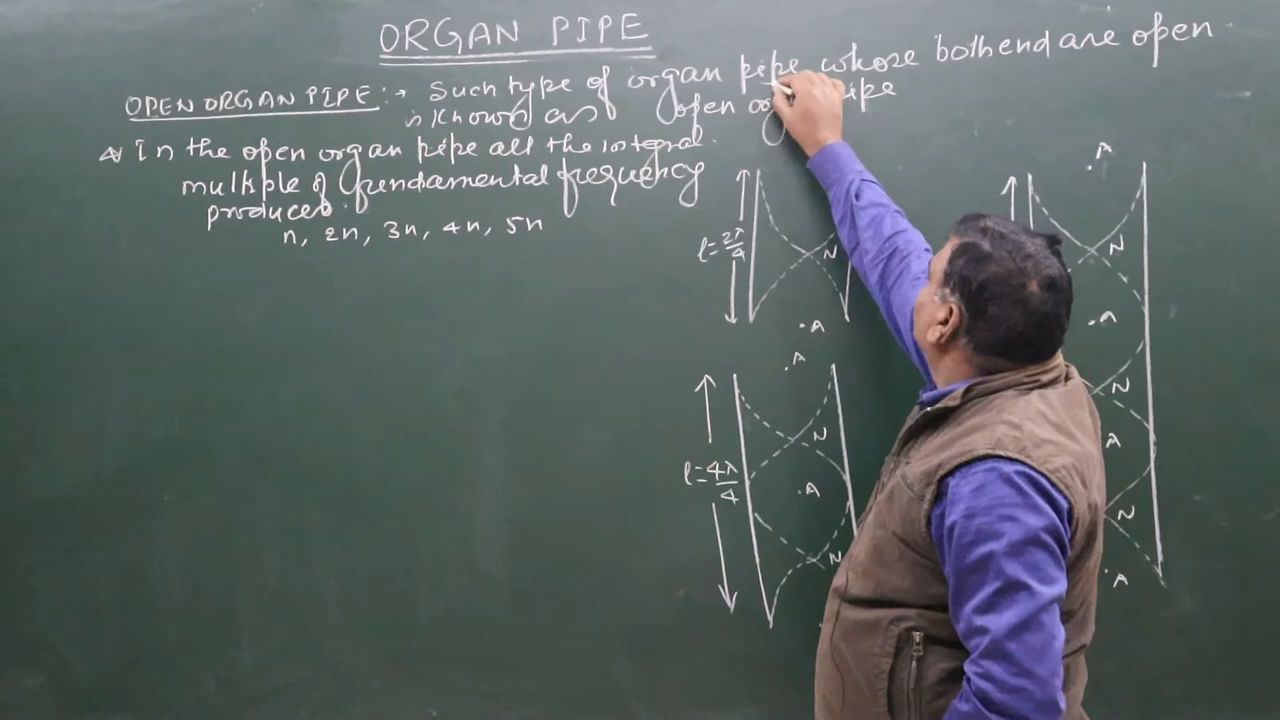 ORGAN PIPE
OPEN ORGAN PIPE:→ Such type of organ pipe whose both end are open
is known as open pipe
In the open organ pipe all the integral
multiple of fundamental frequency
produces.
n, 2n, 3n, 4n, 5n
A
l=2λ/4
N
N
A
A
A
N
N
l=4λ/4
A
A
N
N
A